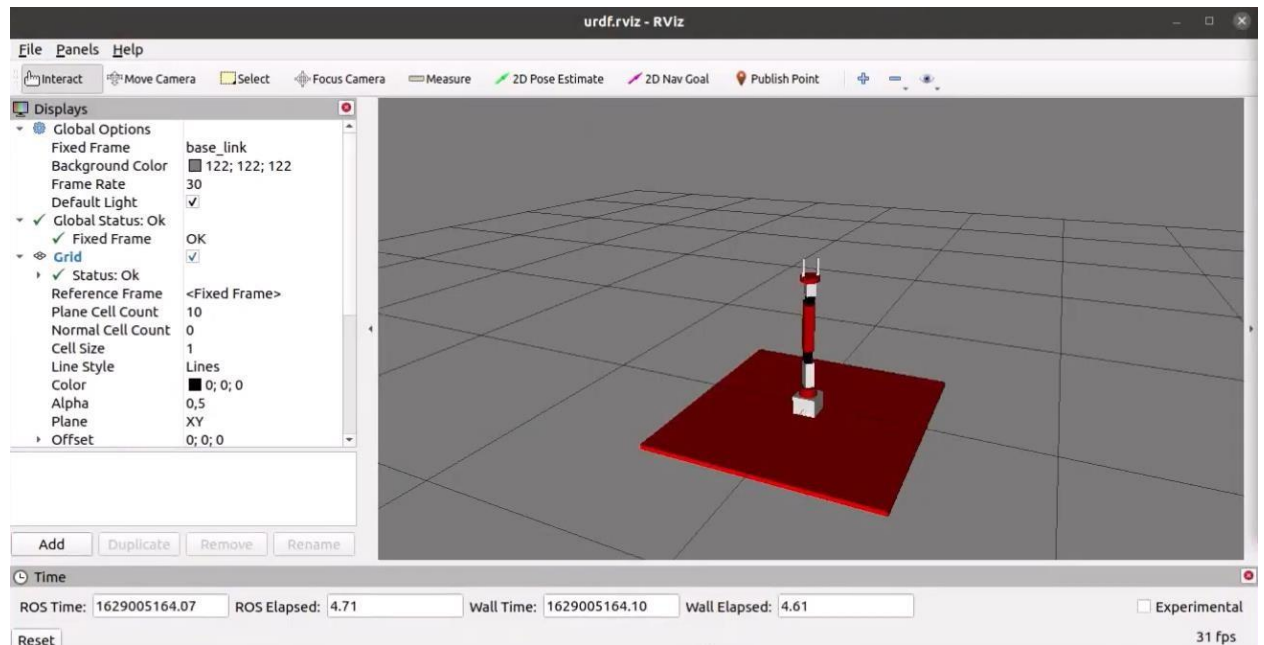 urdf.rviz - RViz
File Panels Help
Interact Move Camera Select Focus Camera Measure 2D Pose Estimate 2D Nav Goal Publish Point
Displays
Global Options
Fixed Frame base_link
Background Color 122; 122; 122
Frame Rate 30
Default Light
Global Status: Ok
Fixed Frame OK
Grid
Status: Ok
Reference Frame <Fixed Frame>
Plane Cell Count 10
Normal Cell Count 0
Cell Size 1
Line Style Lines
Color 0; 0; 0
Alpha 0,5
Plane XY
Offset 0; 0; 0
Add Duplicate Remove Rename
Time
ROS Time: 1629005164.07 ROS Elapsed: 4.71 Wall Time: 1629005164.10 Wall Elapsed: 4.61 Experimental
Reset 31 fps